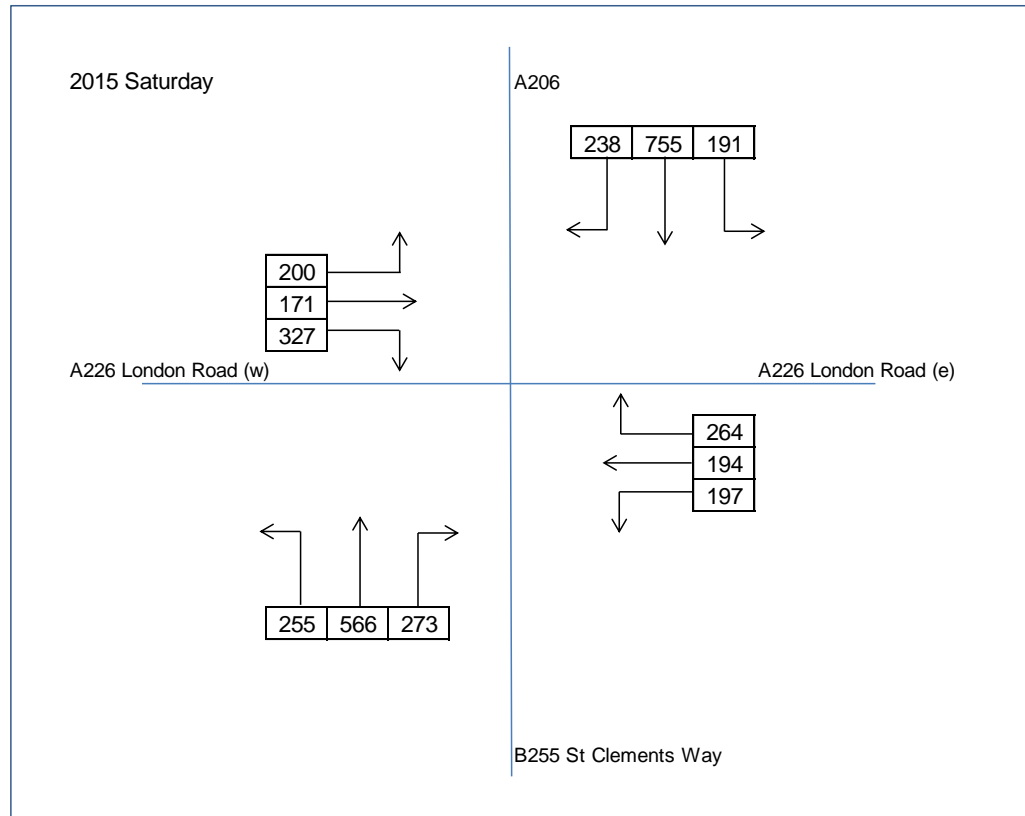 2015 Saturday
A206
238 755 191
200
171
327
A226 London Road (w)
A226 London Road (e)
264
194
197
255 566 273
B255 St Clements Way